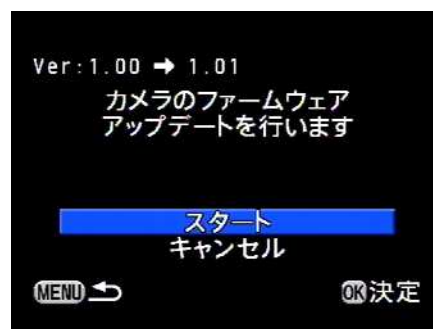 Ver:1.00 ➜ 1.01
カメラのファームウェア
アップデートを行います
スタート
キャンセル
MENU OK決定